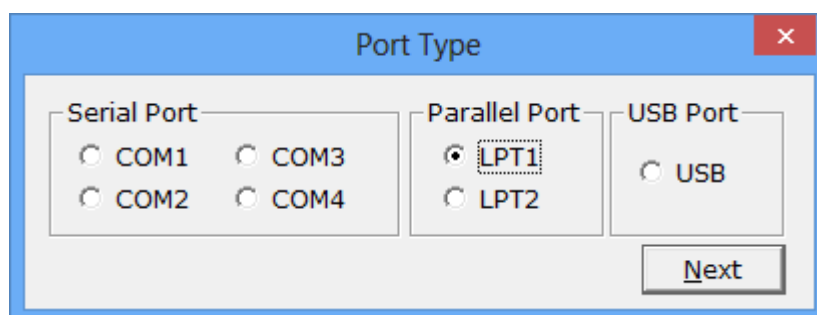 Port Type
Serial Port Parallel Port USB Port
COM1 COM3 LPT1 USB
COM2 COM4 LPT2
Next